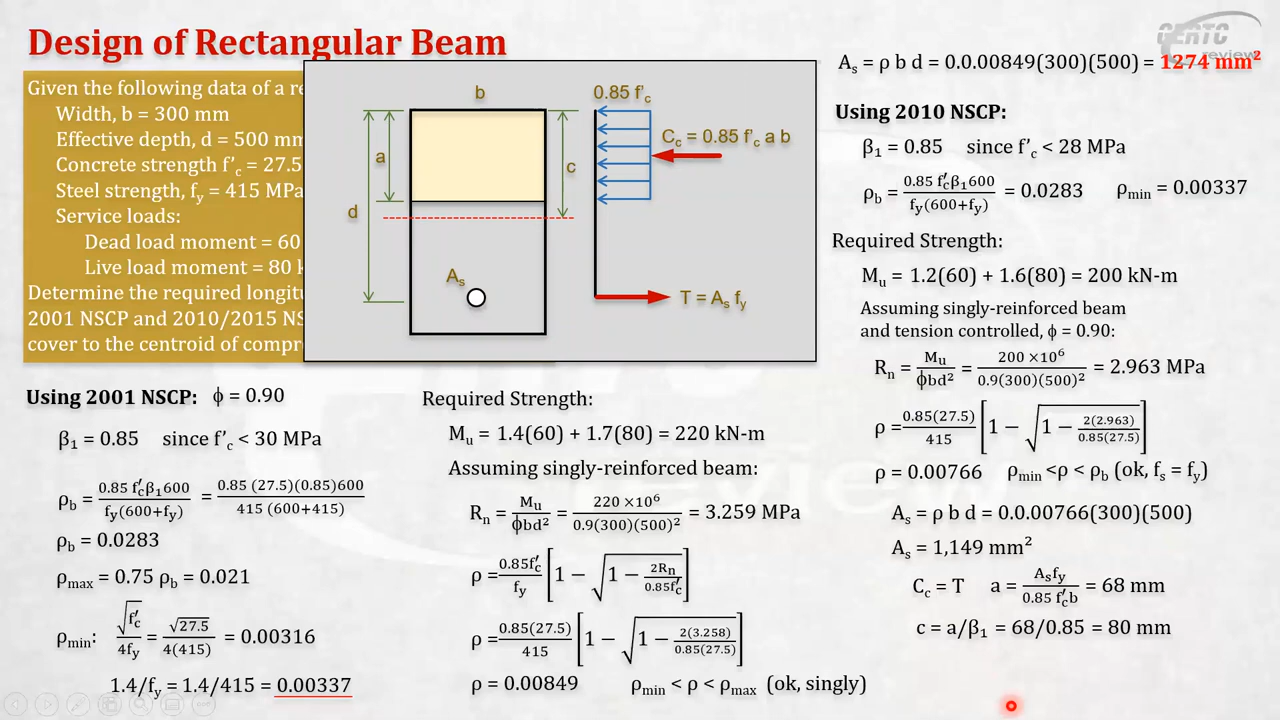 Design of Rectangular Beam
Given the following data of a re
Width, b = 300 mm
Effective depth, d = 500 mm
Concrete strength f'c = 27.5
Steel strength, fy = 415 MPa
Service loads:
Dead load moment = 60
Live load moment = 80 k
Determine the required longitu
2001 NSCP and 2010/2015 NS
cover to the centroid of compr
b
a
d
c
As
0.85 f'c
Cc = 0.85 f'c a b
T = As fy
Using 2001 NSCP: ϕ = 0.90
β1 = 0.85 since f'c < 30 MPa
ρb = 0.85 f'c β1 600 / fy(600+fy) = 0.85 (27.5)(0.85)600 / 415 (600+415)
ρb = 0.0283
ρmax = 0.75 ρb = 0.021
ρmin: √f'c / 4fy = √27.5 / 4(415) = 0.00316
1.4/fy = 1.4/415 = 0.00337
Required Strength:
Mu = 1.4(60) + 1.7(80) = 220 kN-m
Assuming singly-reinforced beam:
Rn = Mu / ϕbd² = 220 ×10⁶ / 0.9(300)(500)² = 3.259 MPa
ρ = 0.85f'c / fy [1 − √(1 − 2Rn / 0.85f'c)]
ρ = 0.85(27.5) / 415 [1 − √(1 − 2(3.258) / 0.85(27.5))]
ρ = 0.00849 ρmin < ρ < ρmax (ok, singly)
GERTC
review
As = ρ b d = 0.0.00849(300)(500) = 1274 mm²
Using 2010 NSCP:
β1 = 0.85 since f'c < 28 MPa
ρb = 0.85 f'c β1 600 / fy(600+fy) = 0.0283 ρmin = 0.00337
Required Strength:
Mu = 1.2(60) + 1.6(80) = 200 kN-m
Assuming singly-reinforced beam
and tension controlled, ϕ = 0.90:
Rn = Mu / ϕbd² = 200 ×10⁶ / 0.9(300)(500)² = 2.963 MPa
ρ = 0.85(27.5) / 415 [1 − √(1 − 2(2.963) / 0.85(27.5))]
ρ = 0.00766 ρmin <ρ < ρb (ok, fs = fy)
As = ρ b d = 0.0.00766(300)(500)
As = 1,149 mm²
Cc = T a = Asfy / 0.85 f'c b = 68 mm
c = a/β1 = 68/0.85 = 80 mm